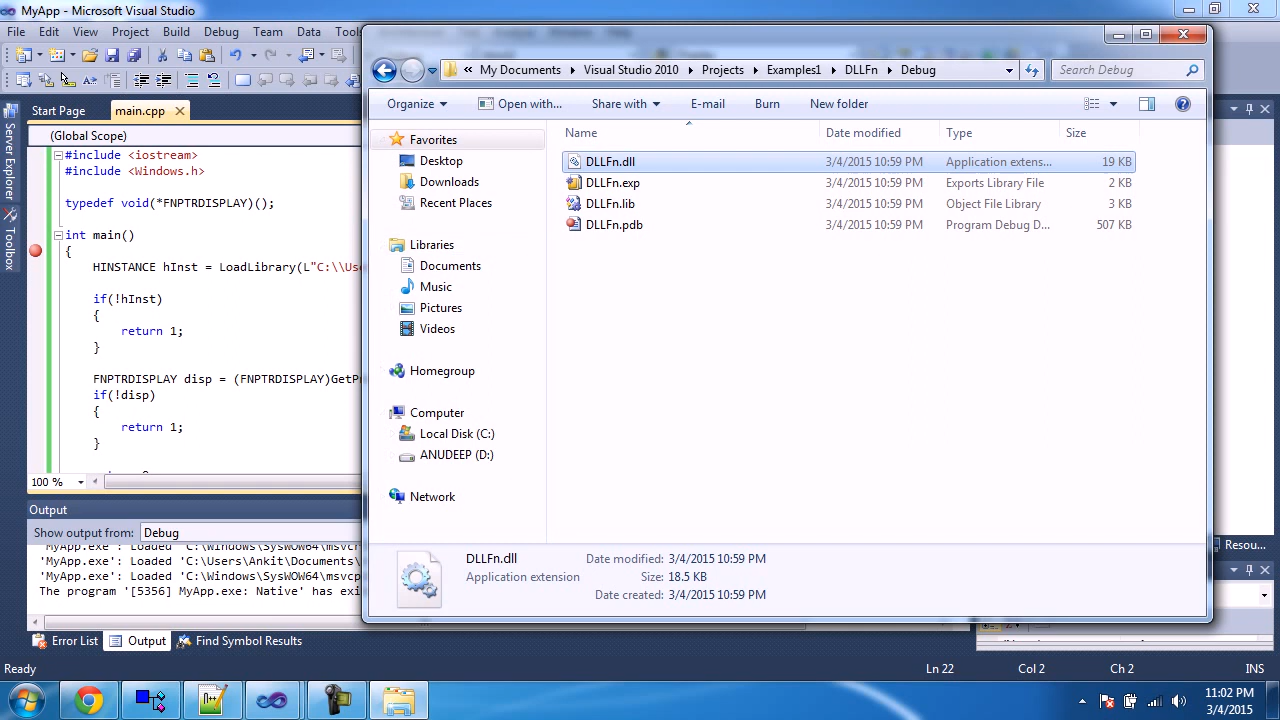 MyApp - Microsoft Visual Studio
File Edit View Project Build Debug Team Data
Start Page main.cpp
(Global Scope)
Server Explorer
Toolbox
#include <iostream>
#include <Windows.h>
typedef void(*FNPTRDISPLAY)();
int main()
{
HINSTANCE hInst = LoadLibrary(L"C:\\Use
if(!hInst)
{
return 1;
}
FNPTRDISPLAY disp = (FNPTRDISPLAY)GetP
if(!disp)
{
return 1;
}
100 %
Output
Show output from: Debug
'MyApp.exe': Loaded 'C:\Windows\SysWOW64\msvcr
'MyApp.exe': Loaded 'C:\Users\Ankit\Documents\
'MyApp.exe': Loaded 'C:\Windows\SysWOW64\msvcp
The program '[5356] MyApp.exe: Native' has exi
Error List Output Find Symbol Results
Ready Ln 22 Col 2 Ch 2 INS
« My Documents Visual Studio 2010 Projects Examples1 DLLFn Debug Search Debug
Organize Open with... Share with E-mail Burn New folder
Favorites
Desktop
Downloads
Recent Places
Libraries
Documents
Music
Pictures
Videos
Homegroup
Computer
Local Disk (C:)
ANUDEEP (D:)
Network
Name Date modified Type Size
DLLFn.dll 3/4/2015 10:59 PM Application extens... 19 KB
DLLFn.exp 3/4/2015 10:59 PM Exports Library File 2 KB
DLLFn.lib 3/4/2015 10:59 PM Object File Library 3 KB
DLLFn.pdb 3/4/2015 10:59 PM Program Debug D... 507 KB
DLLFn.dll Date modified: 3/4/2015 10:59 PM
Application extension Size: 18.5 KB
Date created: 3/4/2015 10:59 PM
Resou...
11:02 PM
3/4/2015